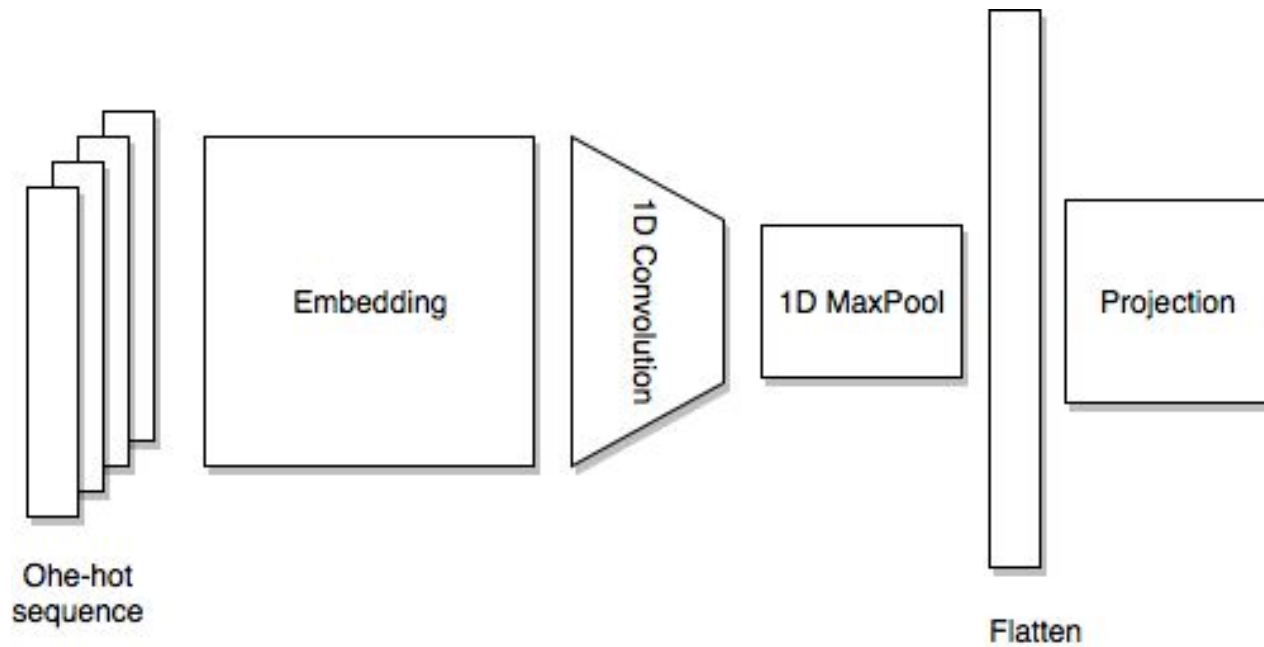 Ohe-hot
sequence
Embedding
1D Convolution
1D MaxPool
Flatten
Projection